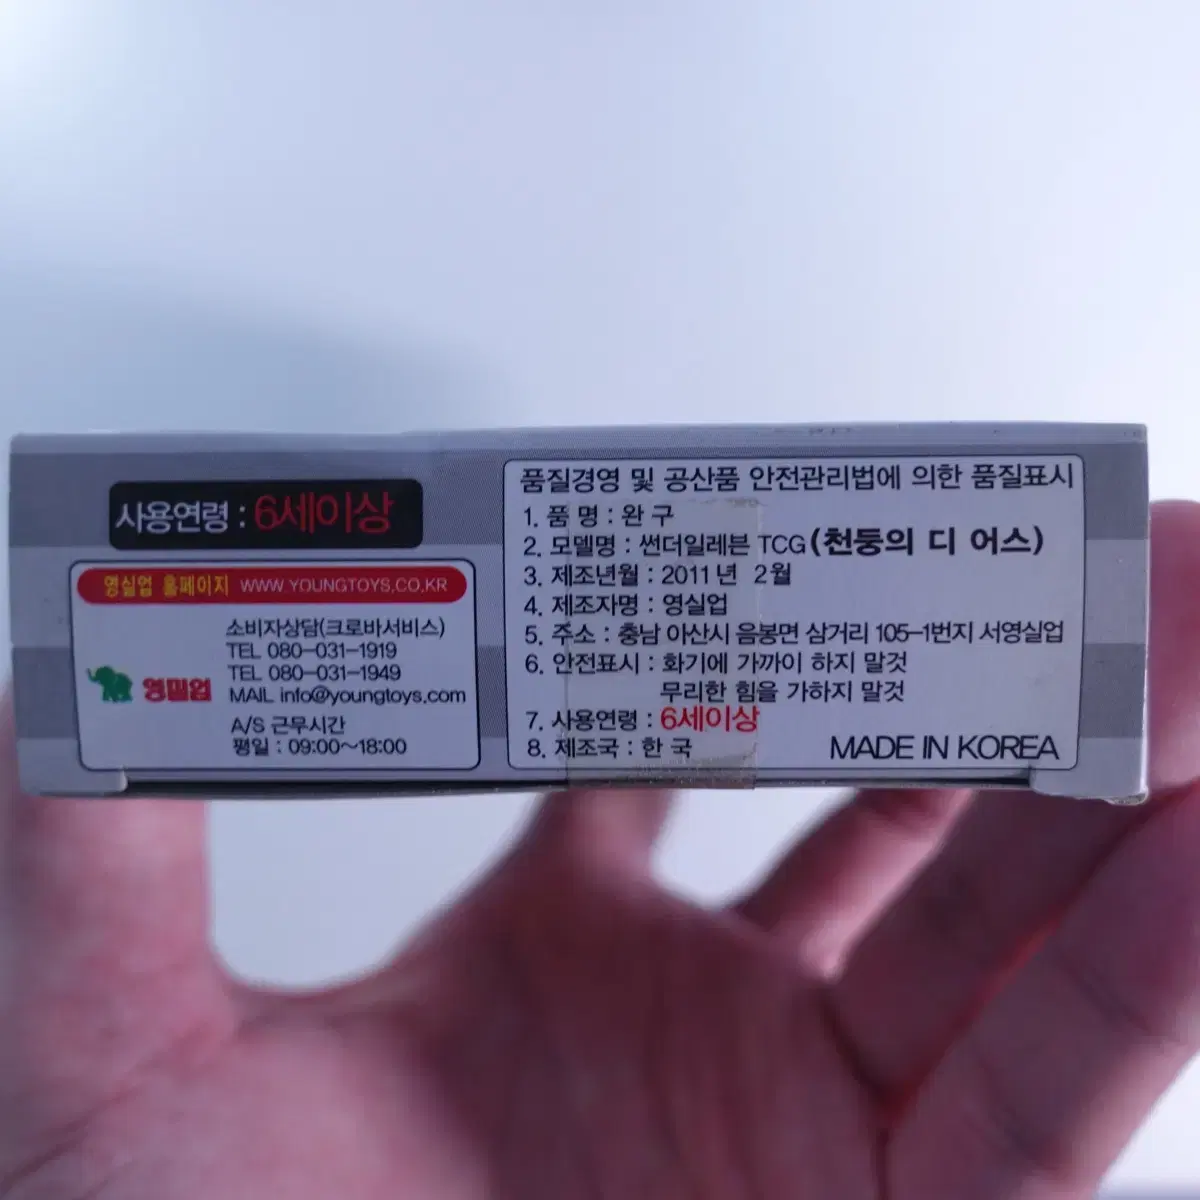 사용연령 : 6세이상
영실업 홈페이지 WWW.YOUNGTOYS.CO.KR
소비자상담(크로바서비스)
TEL 080-031-1919
TEL 080-031-1949
영실업
MAIL info@youngtoys.com
A/S 근무시간
평일 : 09:00~18:00
품질경영 및 공산품 안전관리법에 의한 품질표시
1. 품 명 : 완 구
2. 모델명 : 썬더일레븐 TCG(천둥의 디 어스)
3. 제조년월 : 2011년 2월
4. 제조자명 : 영실업
5. 주소 : 충남 아산시 음봉면 삼거리 105-1번지 서영실업
6. 안전표시 : 화기에 가까이 하지 말것
무리한 힘을 가하지 말것
7. 사용연령 : 6세이상
8. 제조국 : 한 국
MADE IN KOREA